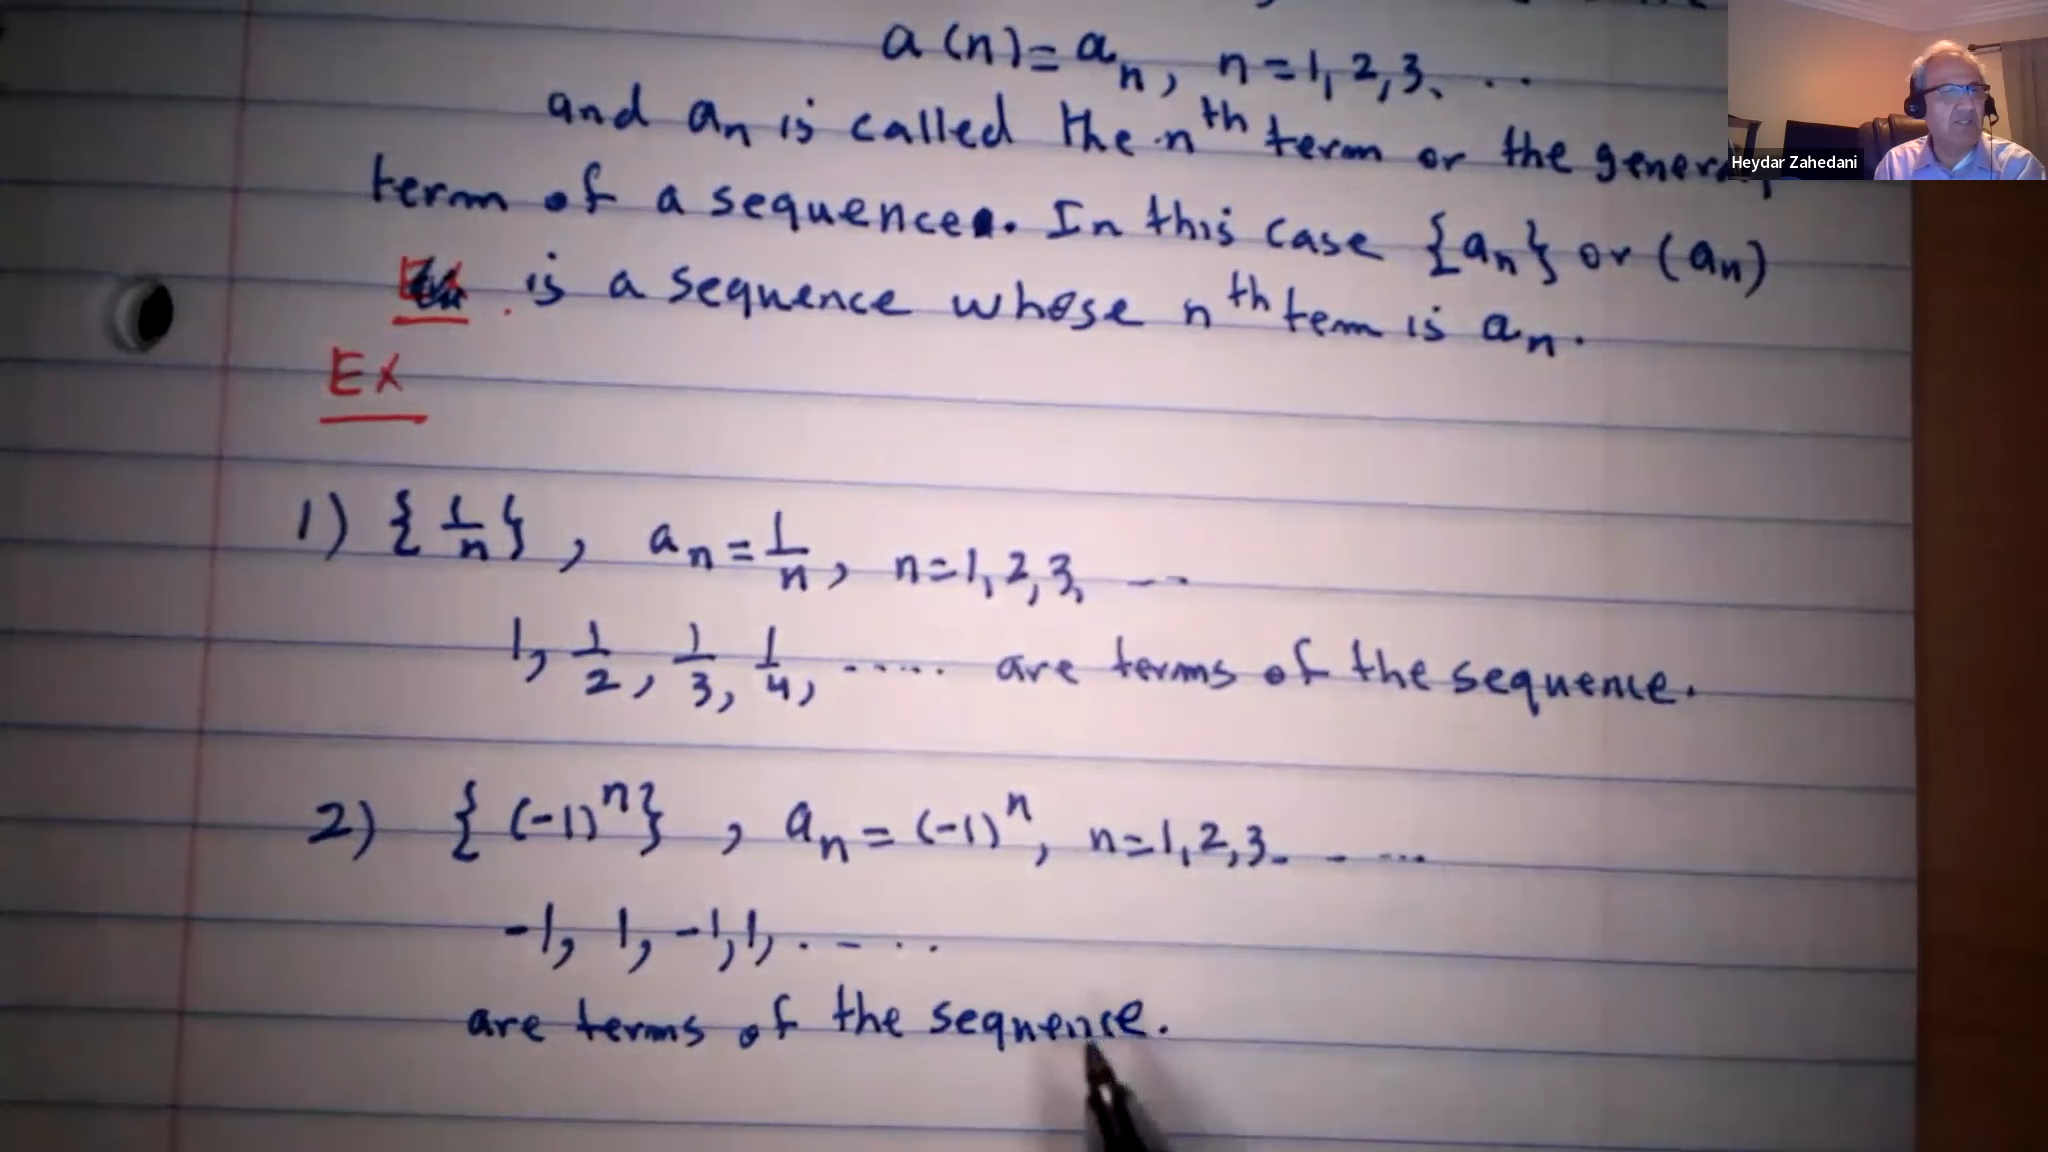 a(n) = aₙ, n = 1, 2, 3, ...
and aₙ is called the nᵗʰ term or the general
Heydar Zahedani
term of a sequence. In this case {aₙ} or (aₙ)
is a sequence whose nᵗʰ tem is aₙ.
Ex
1) {1/n}, aₙ = 1/n, n = 1, 2, 3, ...
1, 1/2, 1/3, 1/4, ..... are terms of the sequence.
2) {(-1)ⁿ}, aₙ = (-1)ⁿ, n = 1, 2, 3, .....
-1, 1, -1, 1, .....
are terms of the sequence.